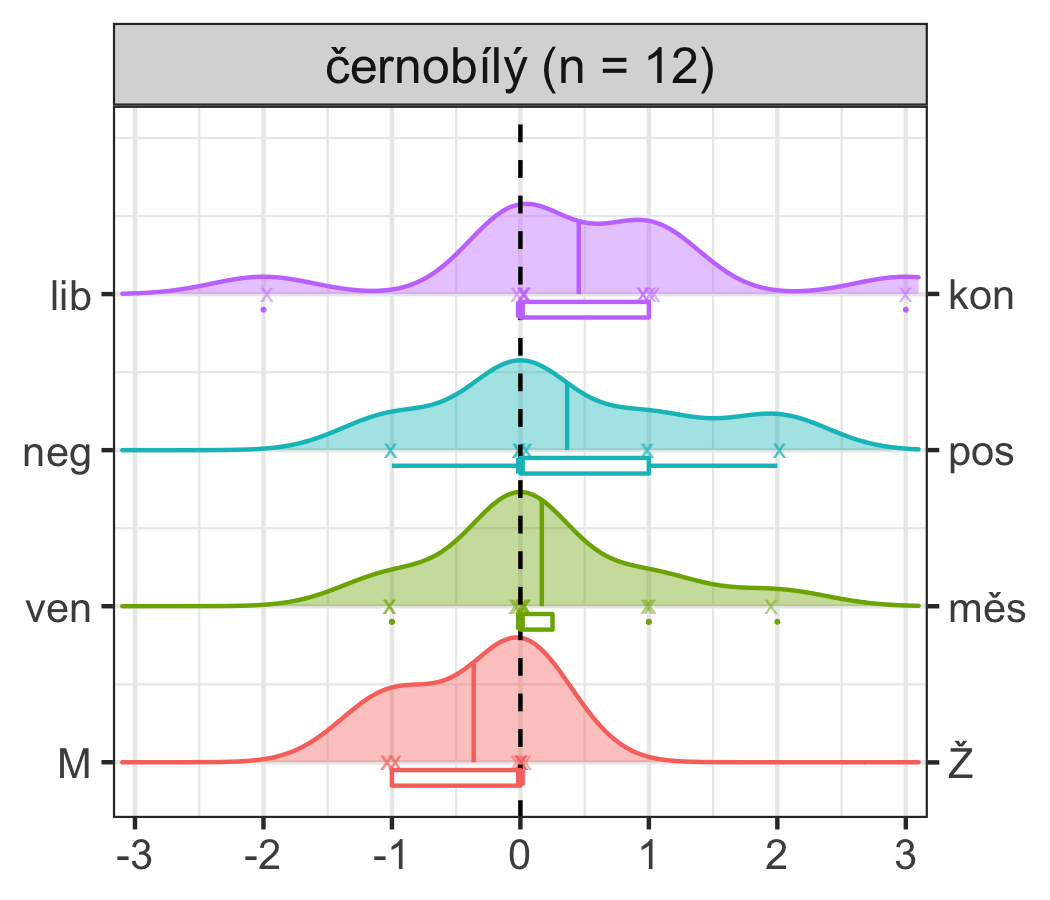 černobílý (n = 12)
lib kon
neg pos
ven měs
M Ž
-3 -2 -1 0 1 2 3